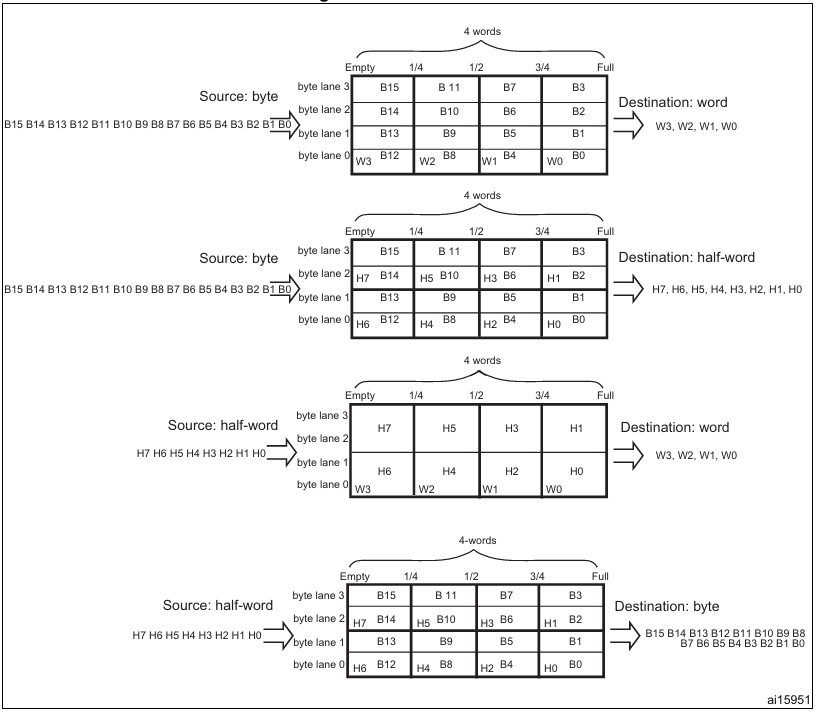 4 words
Empty 1/4 1/2 3/4 Full
Source: byte
B15 B14 B13 B12 B11 B10 B9 B8 B7 B6 B5 B4 B3 B2 B1 B0
byte lane 3 B15 B 11 B7 B3
byte lane 2 B14 B10 B6 B2
byte lane 1 B13 B9 B5 B1
byte lane 0 W3 B12 W2 B8 W1 B4 W0 B0
Destination: word
W3, W2, W1, W0
4 words
Empty 1/4 1/2 3/4 Full
Source: byte
B15 B14 B13 B12 B11 B10 B9 B8 B7 B6 B5 B4 B3 B2 B1 B0
byte lane 3 B15 B 11 B7 B3
byte lane 2 H7 B14 H5 B10 H3 B6 H1 B2
byte lane 1 B13 B9 B5 B1
byte lane 0 H6 B12 H4 B8 H2 B4 H0 B0
Destination: half-word
H7, H6, H5, H4, H3, H2, H1, H0
4 words
Empty 1/4 1/2 3/4 Full
Source: half-word
H7 H6 H5 H4 H3 H2 H1 H0
byte lane 3
H7 H5 H3 H1
byte lane 2
byte lane 1
H6 H4 H2 H0
byte lane 0
W3 W2 W1 W0
Destination: word
W3, W2, W1, W0
4-words
Empty 1/4 1/2 3/4 Full
Source: half-word
H7 H6 H5 H4 H3 H2 H1 H0
byte lane 3 B15 B 11 B7 B3
byte lane 2 H7 B14 H5 B10 H3 B6 H1 B2
byte lane 1 B13 B9 B5 B1
byte lane 0 H6 B12 H4 B8 H2 B4 H0 B0
Destination: byte
B15 B14 B13 B12 B11 B10 B9 B8
B7 B6 B5 B4 B3 B2 B1 B0
ai15951